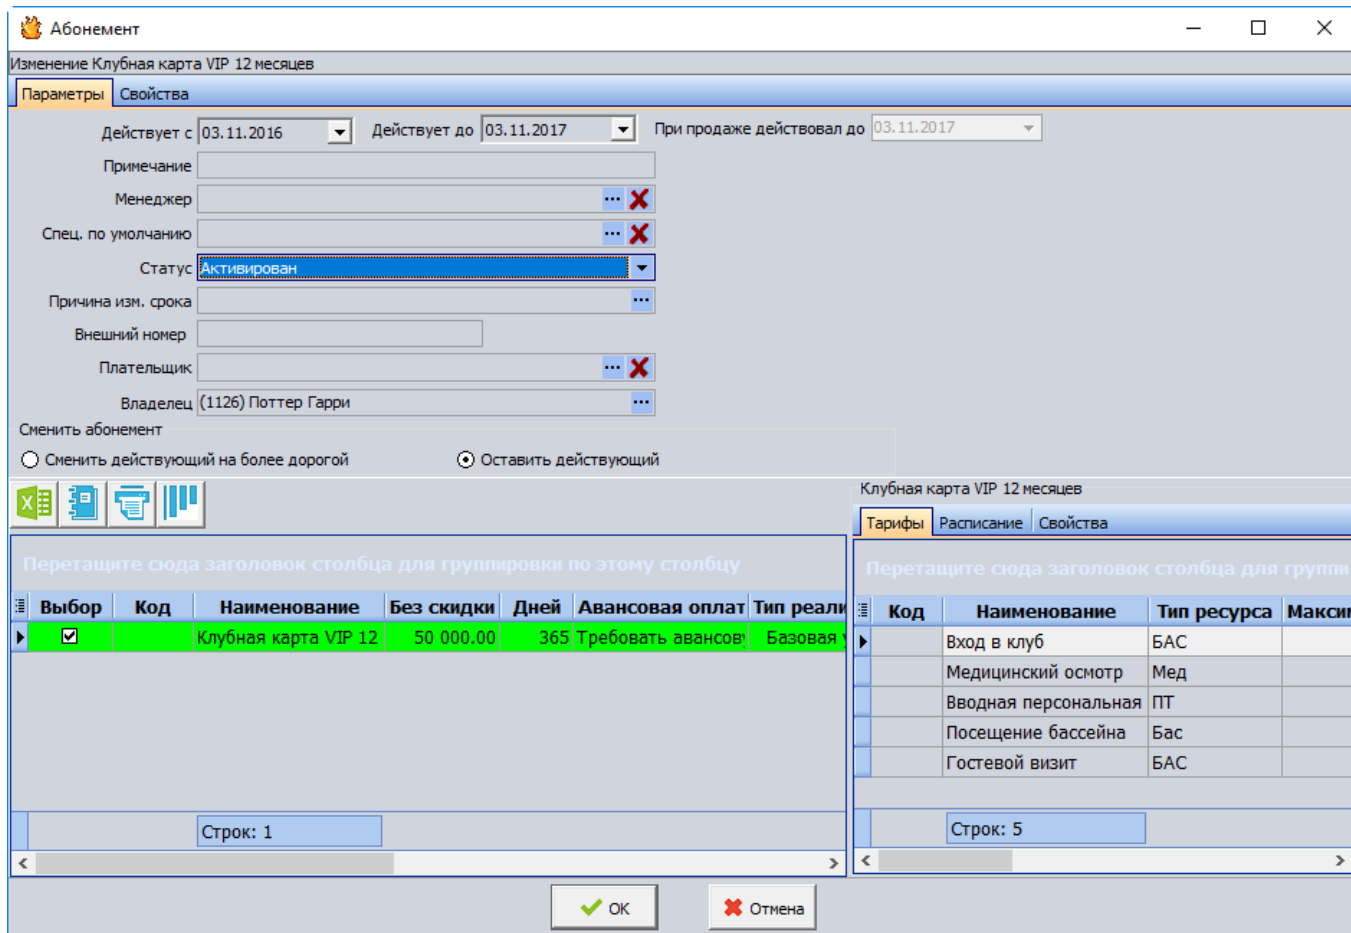 Абонемент
Изменение Клубная карта VIP 12 месяцев
Параметры Свойства
Действует с 03.11.2016 Действует до 03.11.2017 При продаже действовал до 03.11.2017
Примечание
Менеджер
Спец. по умолчанию
Статус Активирован
Причина изм. срока
Внешний номер
Плательщик
Владелец (1126) Поттер Гарри
Сменить абонемент
Сменить действующий на более дорогой Оставить действующий
Клубная карта VIP 12 месяцев
Тарифы Расписание Свойства
Перетащите сюда заголовок столбца для группировки по этому столбцу
Выбор Код Наименование Без скидки Дней Авансовая оплат Тип реали
Клубная карта VIP 12 50 000.00 365 Требовать авансов Базовая
Строк: 1
Перетащите сюда заголовок столбца для группи
Код Наименование Тип ресурса Макси
Вход в клуб БАС
Медицинский осмотр Мед
Вводная персональная ПТ
Посещение бассейна Бас
Гостевой визит БАС
Строк: 5
OK Отмена